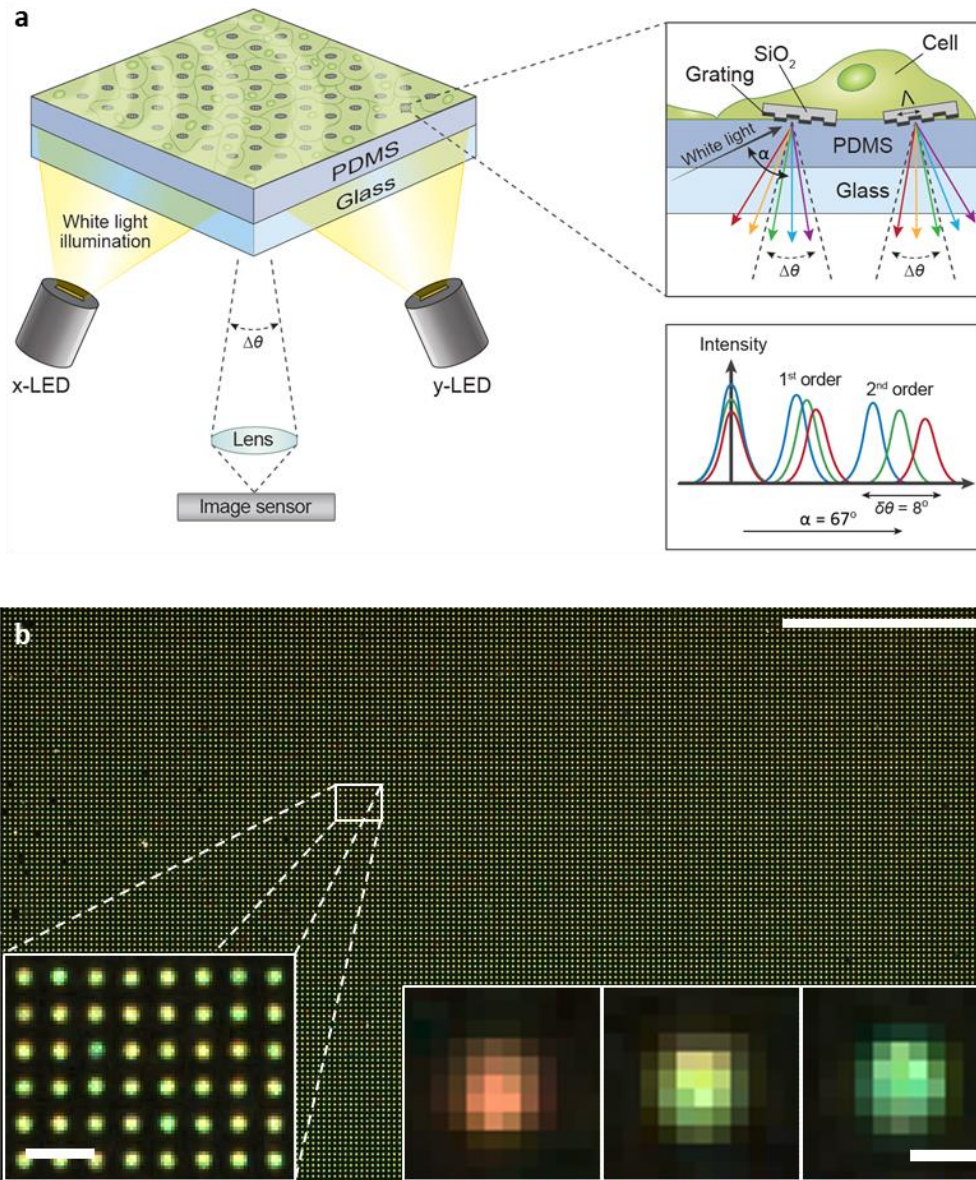 a
PDMS
Glass
White light
illumination
x-LED
Δθ
y-LED
Lens
Image sensor
SiO₂
Cell
Grating
Λ
White light
α
PDMS
Glass
Δθ
Δθ
Intensity
1st order
2nd order
δθ = 8°
α = 67°
b